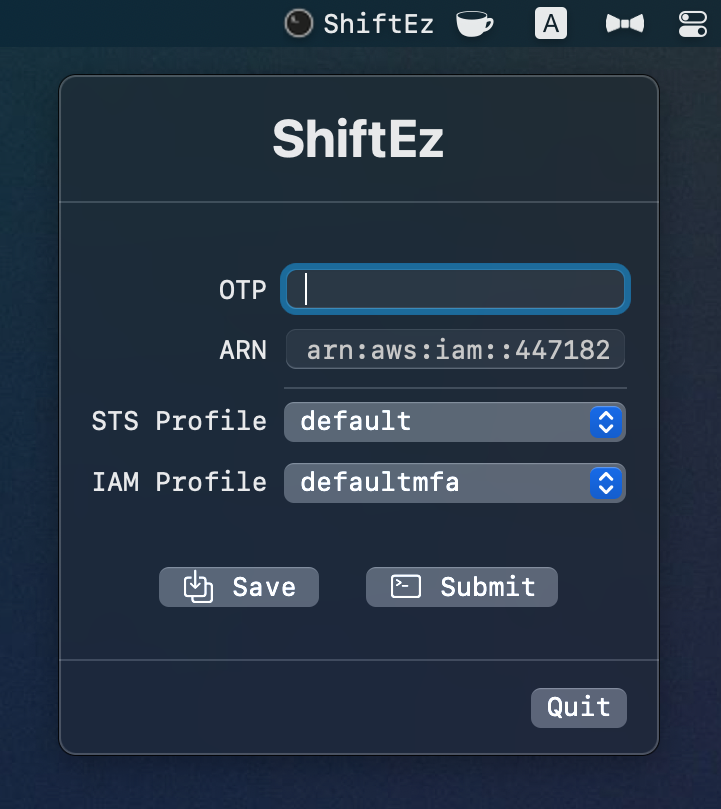 ShiftEz A
ShiftEz
OTP
ARN arn:aws:iam::447182
STS Profile default
IAM Profile defaultmfa
Save Submit
Quit